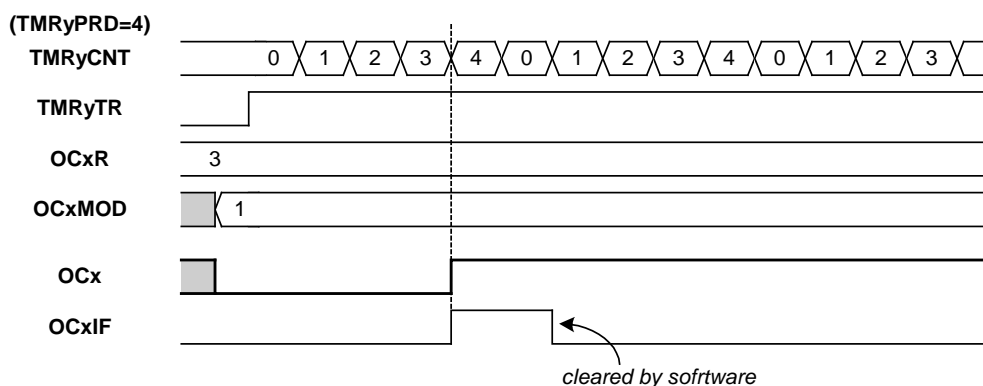 (TMRyPRD=4)
TMRyCNT 0 1 2 3 4 0 1 2 3 4 0 1 2 3
TMRyTR
OCxR 3
OCxMOD 1
OCx
OCxIF
cleared by sofrtware